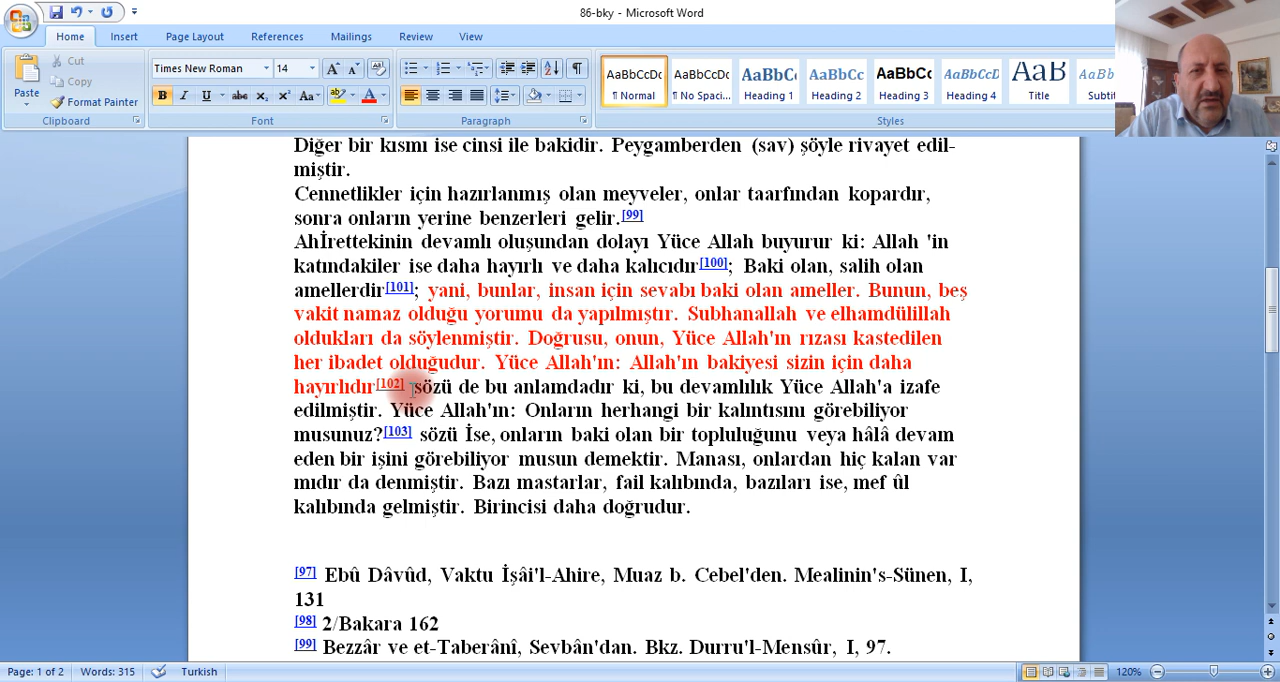 86-bky - Microsoft Word
Home Insert Page Layout References Mailings Review View
Paste
Cut
Copy
Format Painter
Clipboard
Times New Roman 14
Font
Paragraph
AaBbCcDc AaBbCcDc AaBbCc AaBbCc AaBbCc AaBbCcD AaB AaBb
¶ Normal ¶ No Spaci... Heading 1 Heading 2 Heading 3 Heading 4 Title Subtit
Styles
Diğer bir kısmı ise cinsi ile bakidir. Peygamberden (sav) şöyle rivayet edil-
miştir.
Cennetlikler için hazırlanmış olan meyveler, onlar taarfından kopardır,
sonra onların yerine benzerleri gelir.[99]
Ahİrettekinin devamlı oluşundan dolayı Yüce Allah buyurur ki: Allah 'in
katındakiler ise daha hayırlı ve daha kalıcıdır[100]; Baki olan, salih olan
amellerdir[101]; yani, bunlar, insan için sevabı baki olan ameller. Bunun, beş
vakit namaz olduğu yorumu da yapılmıştır. Subhanallah ve elhamdülillah
oldukları da söylenmiştir. Doğrusu, onun, Yüce Allah'ın rızası kastedilen
her ibadet olduğudur. Yüce Allah'ın: Allah'ın bakiyesi sizin için daha
hayırlıdır[102] sözü de bu anlamdadır ki, bu devamlılık Yüce Allah'a izafe
edilmiştir. Yüce Allah'ın: Onların herhangi bir kalıntısını görebiliyor
musunuz?[103] sözü İse, onların baki olan bir topluluğunu veya hâlâ devam
eden bir işini görebiliyor musun demektir. Manası, onlardan hiç kalan var
mıdır da denmiştir. Bazı mastarlar, fail kalıbında, bazıları ise, mef ûl
kalıbında gelmiştir. Birincisi daha doğrudur.
[97] Ebû Dâvûd, Vaktu İşâi'l-Ahire, Muaz b. Cebel'den. Mealinin's-Sünen, I,
131
[98] 2/Bakara 162
[99] Bezzâr ve et-Taberânî, Sevbân'dan. Bkz. Durru'l-Mensûr, I, 97.
Page: 1 of 2 Words: 315 Turkish 120%